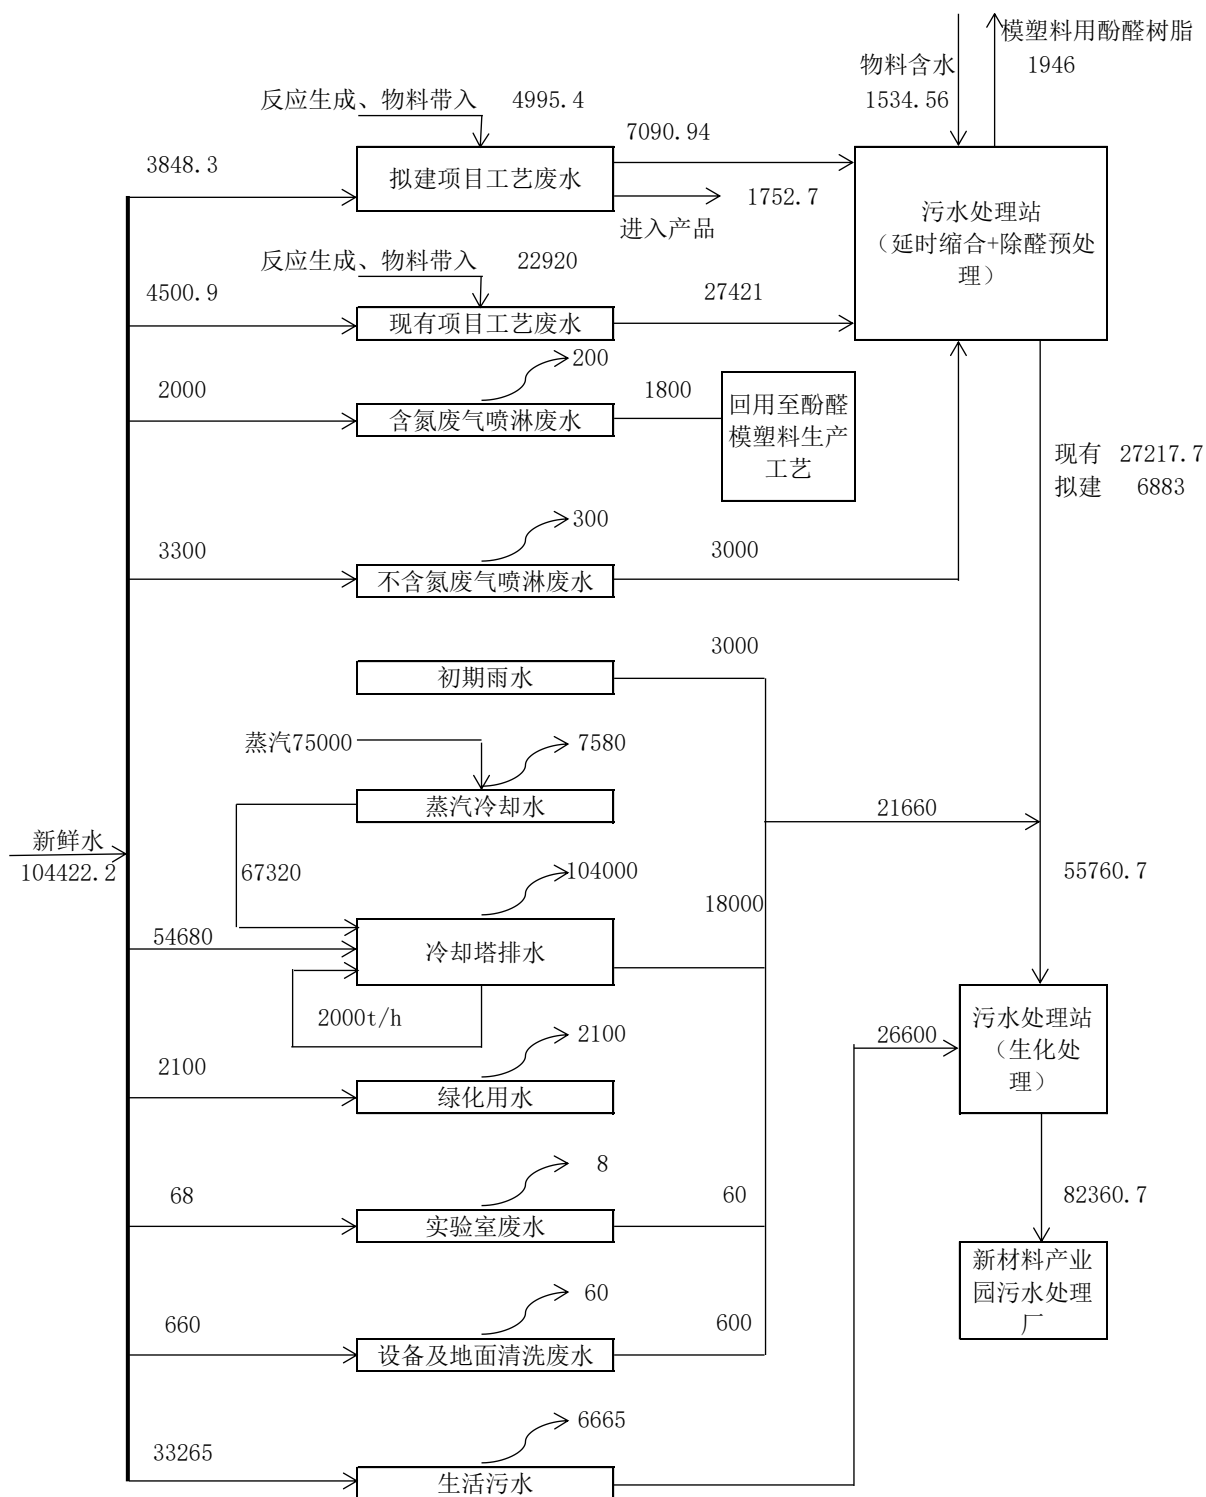 模塑料用酚醛树脂
物料含水
1946
1534.56
反应生成、物料带入 4995.4
7090.94
3848.3
拟建项目工艺废水
1752.7
进入产品
污水处理站
（延时缩合+除醛预处
理）
反应生成、物料带入 22920
4500.9
27421
现有项目工艺废水
200
2000
1800
含氮废气喷淋废水
回用至酚醛
模塑料生产
工艺
现有 27217.7
拟建 6883
300
3300
3000
不含氮废气喷淋废水
3000
初期雨水
蒸汽75000
7580
蒸汽冷却水
21660
新鲜水
104422.2
67320
104000
55760.7
18000
54680
冷却塔排水
2000t/h
污水处理站
（生化处
理）
2100
26600
2100
绿化用水
8
68
60
82360.7
实验室废水
新材料产业
园污水处理
厂
60
660
600
设备及地面清洗废水
6665
33265
生活污水